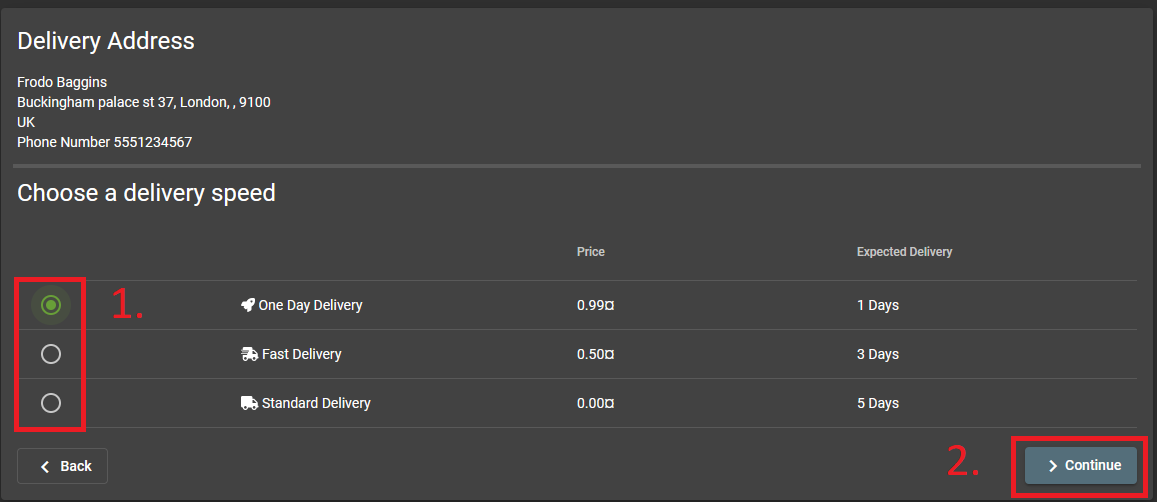 Delivery Address
Frodo Baggins
Buckingham palace st 37, London, , 9100
UK
Phone Number 5551234567
Choose a delivery speed
Price Expected Delivery
1. One Day Delivery 0.99¤ 1 Days
Fast Delivery 0.50¤ 3 Days
Standard Delivery 0.00¤ 5 Days
Back 2. Continue